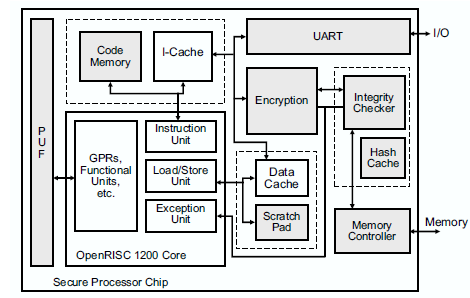 Code
Memory
I-Cache
UART
I/O
Encryption
Integrity
Checker
Hash
Cache
P
U
F
GPRs,
Functional
Units,
etc.
Instruction
Unit
Load/Store
Unit
Exception
Unit
Data
Cache
Scratch
Pad
Memory
Controller
Memory
OpenRISC 1200 Core
Secure Processor Chip